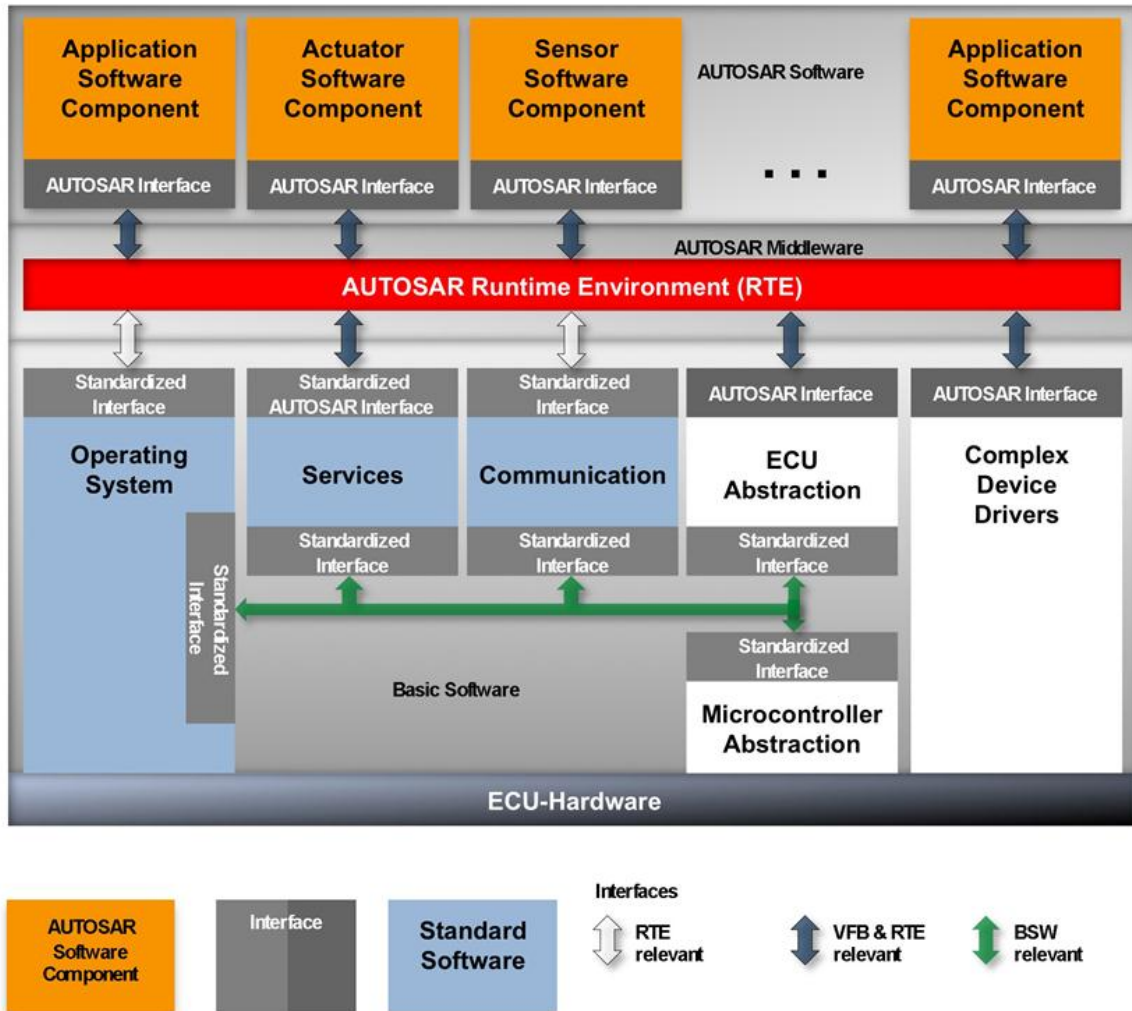 Application
Software
Component
AUTOSAR Interface
Actuator
Software
Component
AUTOSAR Interface
Sensor
Software
Component
AUTOSAR Interface
AUTOSAR Software
...
Application
Software
Component
AUTOSAR Interface
AUTOSAR Middleware
AUTOSAR Runtime Environment (RTE)
Standardized
Interface
Operating
System
Standardized
Interface
Standardized
AUTOSAR Interface
Services
Standardized
Interface
Standardized
Interface
Communication
Standardized
Interface
AUTOSAR Interface
ECU
Abstraction
Standardized
Interface
Standardized
Interface
Microcontroller
Abstraction
AUTOSAR Interface
Complex
Device
Drivers
Basic Software
ECU-Hardware
AUTOSAR
Software
Component
Interface
Standard
Software
Interfaces
RTE
relevant
VFB & RTE
relevant
BSW
relevant